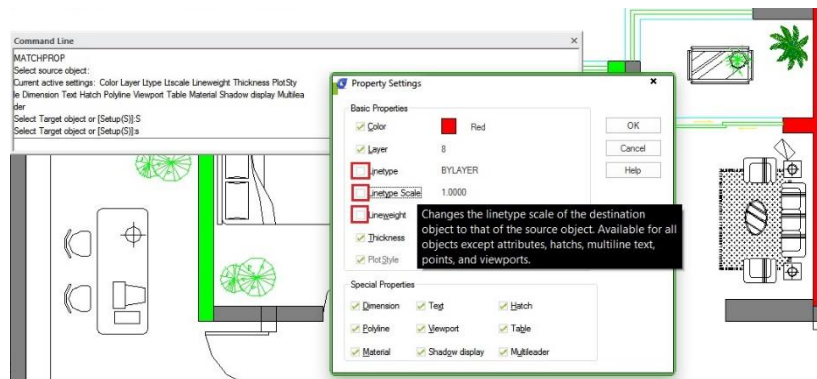 Command Line
MATCHPROP
Select source object:
Current active settings: Color Layer Ltype Ltscale Lineweight Thickness PlotSty
le Dimension Text Hatch Polyline Viewport Table Material Shadow display Multilea
der
Select Target object or [Setup(S)]:S
Select Target object or [Setup(S)]:s
Property Settings
Basic Properties
Color Red OK
Layer 8 Cancel
Linetype BYLAYER Help
Linetype Scale 1.0000
Lineweight
Changes the linetype scale of the destination
object to that of the source object. Available for all
objects except attributes, hatchs, multiline text,
points, and viewports.
Thickness
PlotStyle
Special Properties
Dimension Text Hatch
Polyline Viewport Table
Material Shadow display Multileader